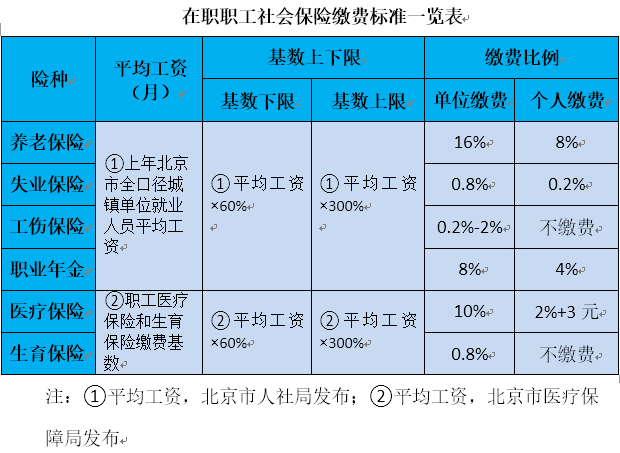 在职职工社会保险缴费标准一览表
险种
平均工资
（月）
基数上下限
缴费比例
基数下限
基数上限
单位缴费
个人缴费
养老保险
①上年北京
市全口径城
镇单位就业
人员平均工
资
①平均工资
×60%
①平均工资
×300%
16%
8%
失业保险
0.8%
0.2%
工伤保险
0.2%-2%
不缴费
职业年金
8%
4%
医疗保险
②职工医疗
保险和生育
保险缴费基
数
②平均工资
×60%
②平均工资
×300%
10%
2%+3 元
生育保险
0.8%
不缴费
注：①平均工资，北京市人社局发布；②平均工资，北京市医疗保
障局发布